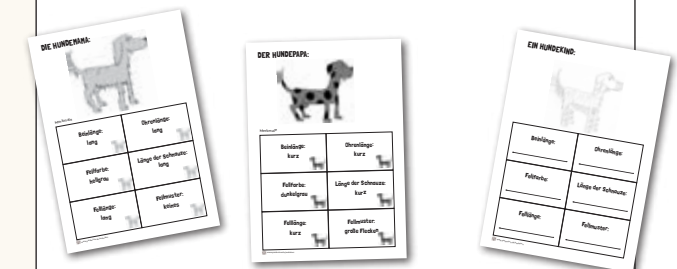 DIE HUNDEMAMA:
Beinlänge:
lang
Ohrenlänge:
lang
Fellfarbe:
hellgrau
Länge der Schnauze:
lang
Felllänge:
lang
Fellmuster:
keines
DER HUNDEPAPA:
Beinlänge:
kurz
Ohrenlänge:
kurz
Fellfarbe:
dunkelgrau
Länge der Schnauze:
kurz
Felllänge:
kurz
Fellmuster:
große Flecken
EIN HUNDEKIND:
Beinlänge:
Ohrenlänge:
Fellfarbe:
Länge der Schnauze:
Felllänge:
Fellmuster: